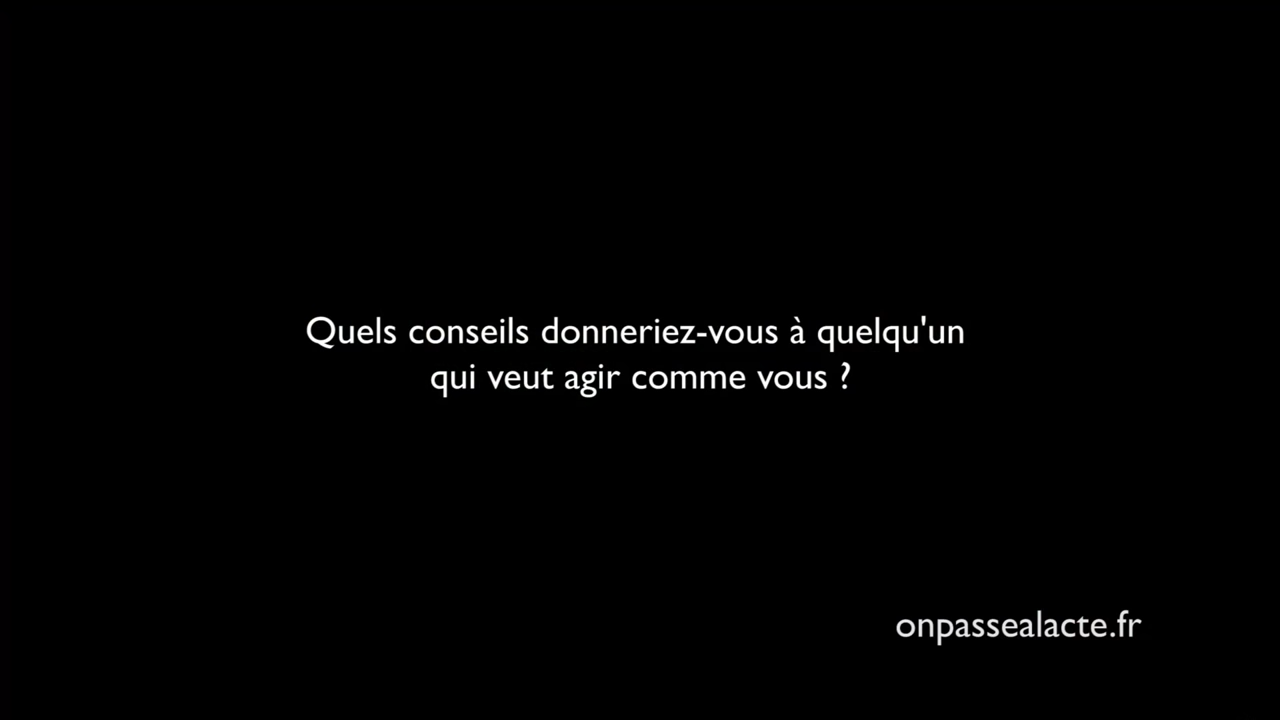 Quels conseils donneriez-vous à quelqu'un
qui veut agir comme vous ?
onpassealacte.fr